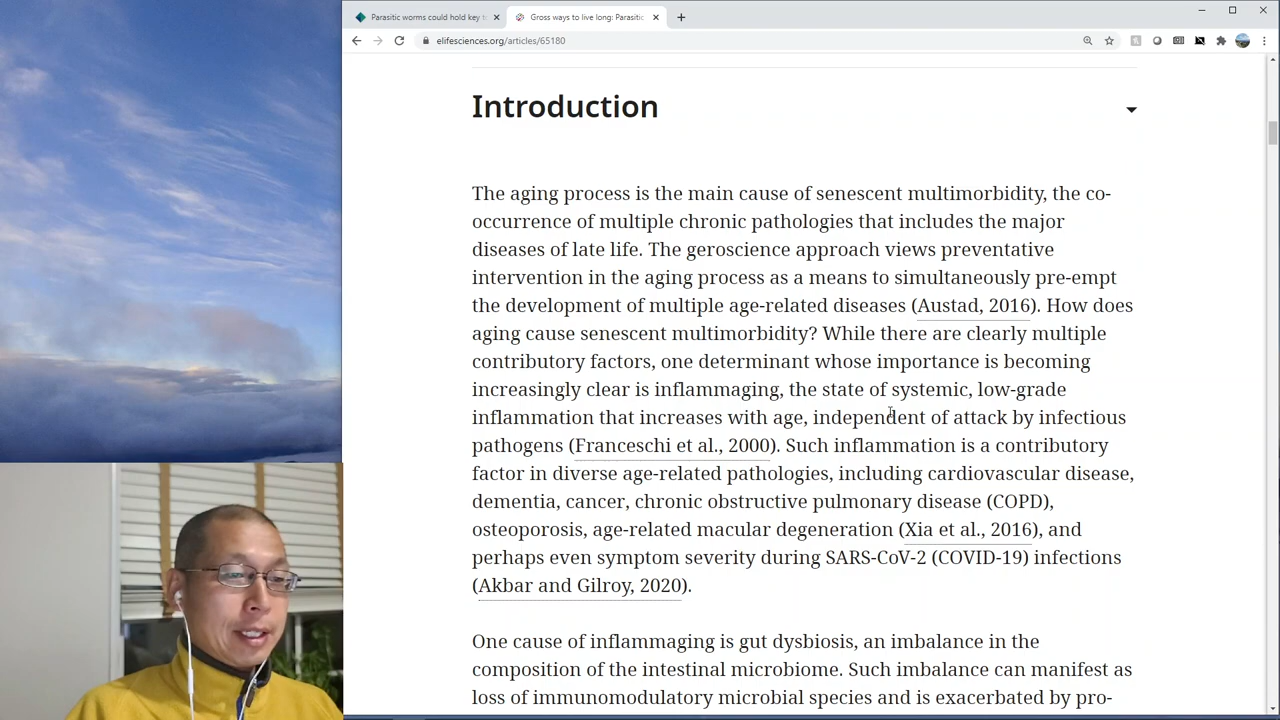 Parasitic worms could hold key t
Gross ways to live long: Parasitic
elifesciences.org/articles/65180
Introduction
The aging process is the main cause of senescent multimorbidity, the co-
occurrence of multiple chronic pathologies that includes the major
diseases of late life. The geroscience approach views preventative
intervention in the aging process as a means to simultaneously pre-empt
the development of multiple age-related diseases (Austad, 2016). How does
aging cause senescent multimorbidity? While there are clearly multiple
contributory factors, one determinant whose importance is becoming
increasingly clear is inflammaging, the state of systemic, low-grade
inflammation that increases with age, independent of attack by infectious
pathogens (Franceschi et al., 2000). Such inflammation is a contributory
factor in diverse age-related pathologies, including cardiovascular disease,
dementia, cancer, chronic obstructive pulmonary disease (COPD),
osteoporosis, age-related macular degeneration (Xia et al., 2016), and
perhaps even symptom severity during SARS-CoV-2 (COVID-19) infections
(Akbar and Gilroy, 2020).
One cause of inflammaging is gut dysbiosis, an imbalance in the
composition of the intestinal microbiome. Such imbalance can manifest as
loss of immunomodulatory microbial species and is exacerbated by pro-